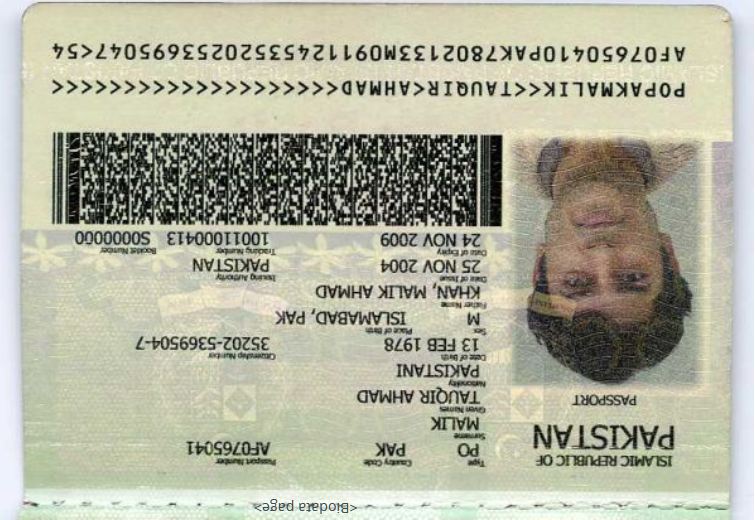 <Biodata page>
ISLAMIC REPUBLIC OF
PAKISTAN
PASSPORT
Type Country Code Passport Number
PO PAK AF0765041
Surname
MALIK
Given Names
TAUQIR AHMAD
Nationality
PAKISTANI
Date of Birth Citizenship Number
13 FEB 1978 35202-5369504-7
Sex Place of Birth
M ISLAMABAD, PAK
Father Name
KHAN, MALIK AHMAD
Date of Issue Issuing Authority
25 NOV 2004 PAKISTAN
Date of Expiry Tracking Number Booklet Number
24 NOV 2009 10011000413 S0000000
POPAKMALIK<<TAUQIR<AHMAD<<<<<<<<<<<<<<<<<<<<
AF07650410PAK7802133M09112453520253695047<54